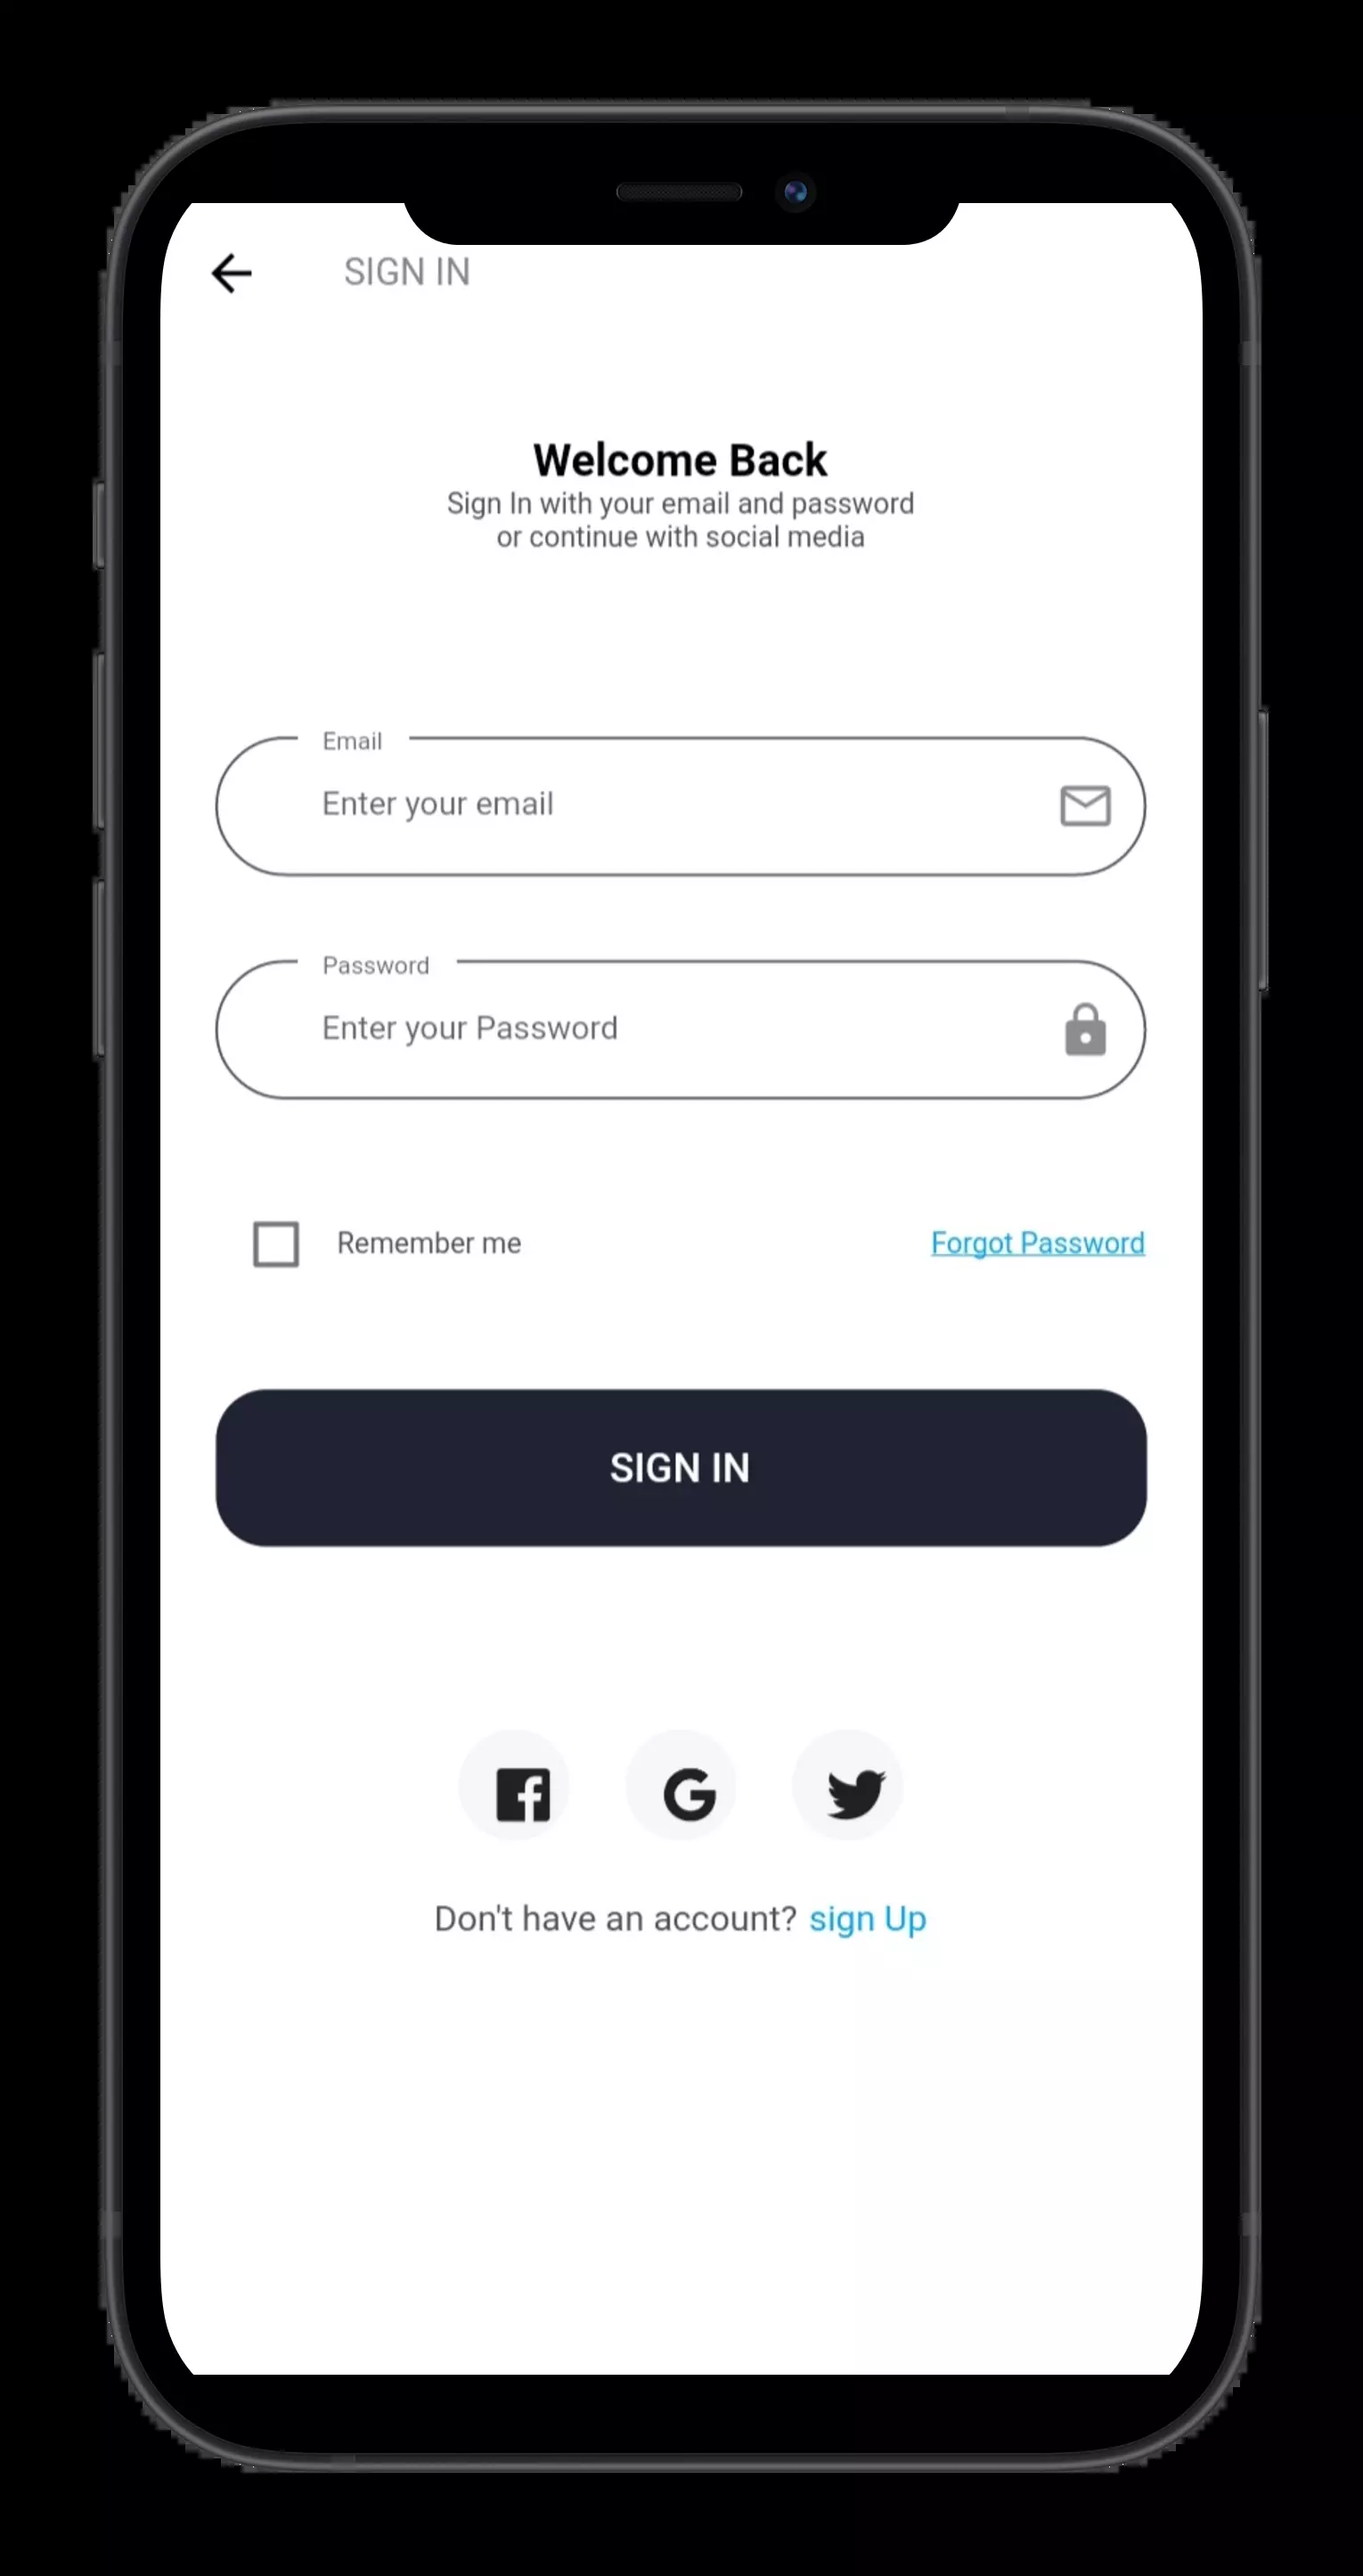 SIGN IN
Welcome Back
Sign In with your email and password
or continue with social media
Email
Enter your email
Password
Enter your Password
Remember me
Forgot Password
SIGN IN
Don't have an account? sign Up